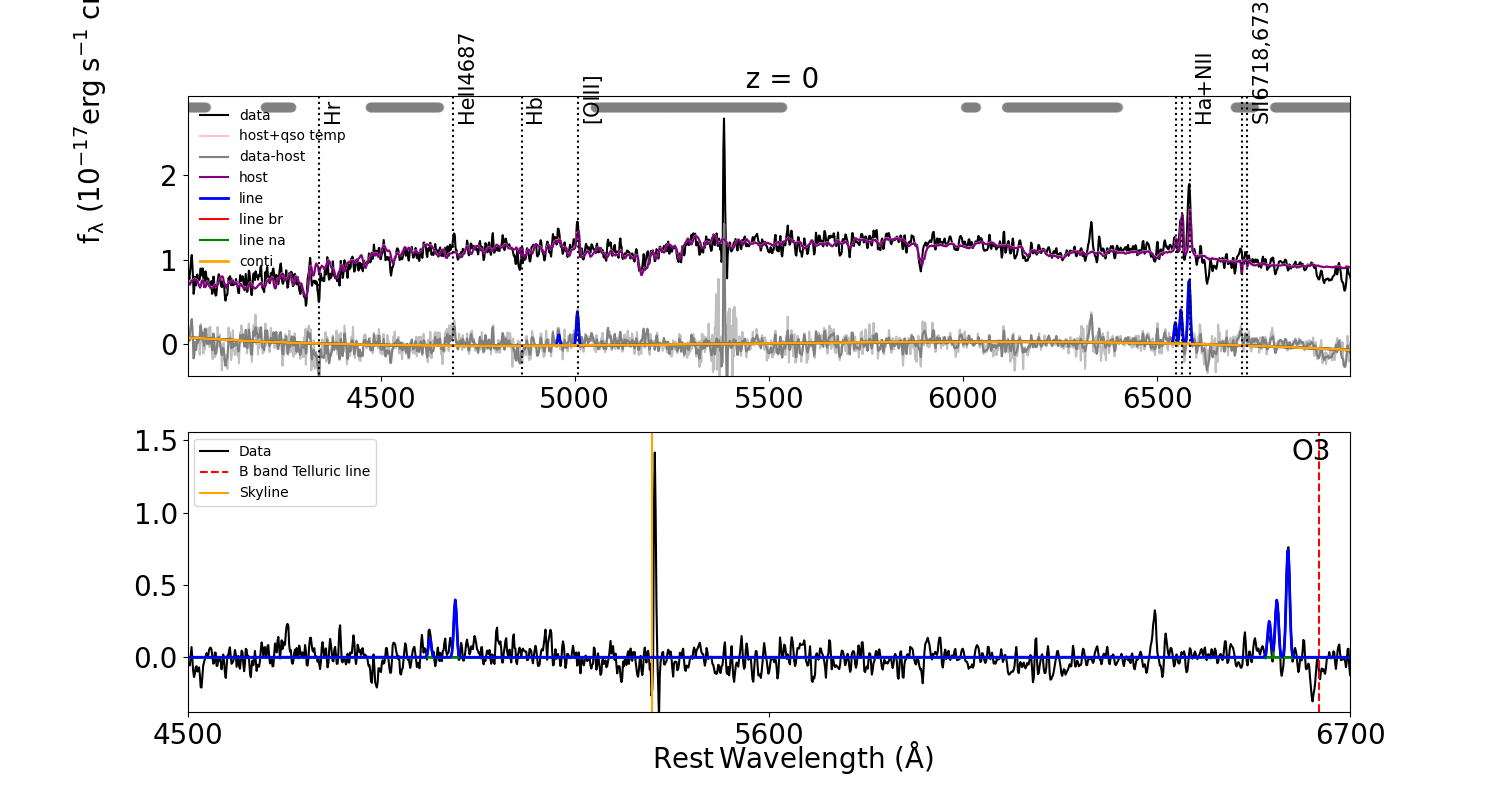 z = 0
f_λ (10^−17 erg s^−1
Hr
HeII4687
Hb
[OIII]
Ha+NII
SII6718,673
data
host+qso temp
data-host
host
line
line br
line na
conti
2
1
0
4500 5000 5500 6000 6500
Data
B band Telluric line
Skyline
O3
1.5
1.0
0.5
0.0
4500 5600 6700
Rest Wavelength (Å)